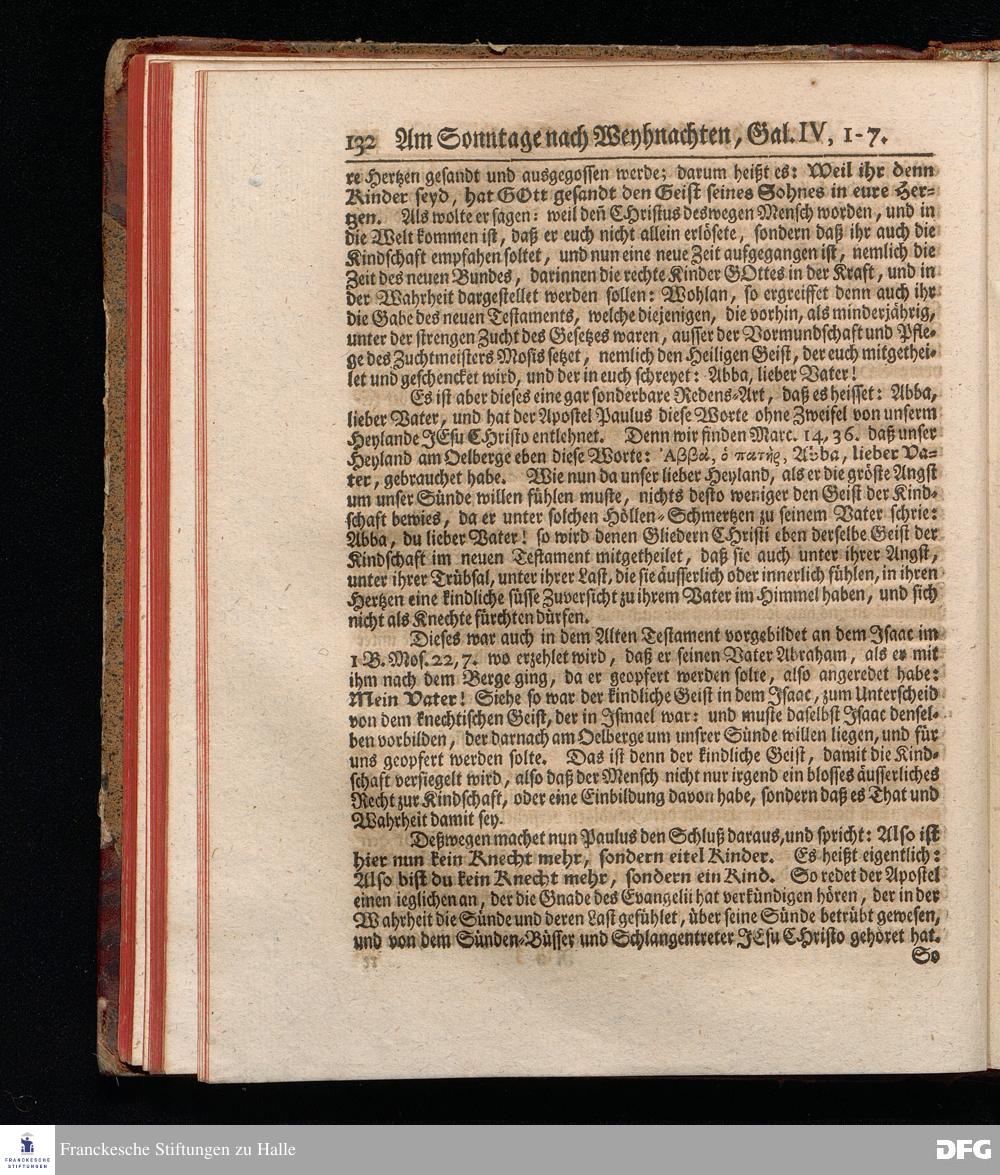 132 Am Sonntage nach Weyhnachten, Gal. IV, 1-7.
re Hertzen gesandt und ausgegossen werde; darum heißt es: Weil ihr denn
Kinder seyd, hat GOtt gesandt den Geist seines Sohnes in eure Her-
tzen. Als wolte er sagen: weil deñ CHristus deswegen Mensch worden, und in
die Welt kommen ist, daß er euch nicht allein erlösete, sondern daß ihr auch die
Kindschaft empfahen soltet, und nun eine neue Zeit aufgegangen ist, nemlich die
Zeit des neuen Bundes, darinnen die rechte Kinder GOttes in der Kraft, und in
der Wahrheit dargestellet werden sollen: Wohlan, so ergreiffet denn auch ihr
die Gabe des neuen Testaments, welche diejenigen, die vorhin, als minderjährig,
unter der strengen Zucht des Gesetzes waren, ausser der Vormundschaft und Pfle-
ge des Zuchtmeisters Mosis setzet, nemlich den Heiligen Geist, der euch mitgethei-
let und geschencket wird, und der in euch schreyet: Abba, lieber Vater!
Es ist aber dieses eine gar sonderbare Redens-Art, daß es heisset: Abba,
lieber Vater, und hat der Apostel Paulus diese Worte ohne Zweifel von unserm
Heylande JEsu CHristo entlehnet. Denn wir finden Marc. 14, 36. daß unser
Heyland am Oelberge eben diese Worte: Ἀββὰ, ὁ πατὴρ, Abba, lieber Va-
ter, gebrauchet habe. Wie nun da unser lieber Heyland, als er die gröste Angst
um unser Sünde willen fühlen muste, nichts desto weniger den Geist der Kind-
schaft bewies, da er unter solchen Höllen-Schmertzen zu seinem Vater schrie:
Abba, du lieber Vater! so wird denen Gliedern CHristi eben derselbe Geist der
Kindschaft im neuen Testament mitgetheilet, daß sie auch unter ihrer Angst,
unter ihrer Trübsal, unter ihrer Last, die sie äusserlich oder innerlich fühlen, in ihren
Hertzen eine kindliche süsse Zuversicht zu ihrem Vater im Himmel haben, und sich
nicht als Knechte fürchten dürfen.
Dieses war auch in dem Alten Testament vorgebildet an dem Isaac im
1 B. Mos. 22, 7. wo erzehlet wird, daß er seinen Vater Abraham, als er mit
ihm nach dem Berge ging, da er geopfert werden solte, also angeredet habe:
Mein Vater! Siehe so war der kindliche Geist in dem Isaac, zum Unterscheid
von dem knechtischen Geist, der in Ismael war: und muste daselbst Isaac densel-
ben vorbilden, der darnach am Oelberge um unsrer Sünde willen liegen, und für
uns geopfert werden solte. Das ist denn der kindliche Geist, damit die Kind-
schaft versiegelt wird, also daß der Mensch nicht nur irgend ein blosses äusserliches
Recht zur Kindschaft, oder eine Einbildung davon habe, sondern daß es That und
Wahrheit damit sey.
Deßwegen machet nun Paulus den Schluß daraus, und spricht: Also ist
hier nun kein Knecht mehr, sondern eitel Kinder. Es heißt eigentlich:
Also bist du kein Knecht mehr, sondern ein Kind. So redet der Apostel
einen ieglichen an, der die Gnade des Evangelii hat verkündigen hören, der in der
Wahrheit die Sünde und deren Last gefühlet, über seine Sünde betrübt gewesen,
und von dem Sünden-Büsser und Schlangentreter JEsu CHristo gehöret hat.
So
FRANCKESCHE
STIFTUNGEN
Franckesche Stiftungen zu Halle
DFG